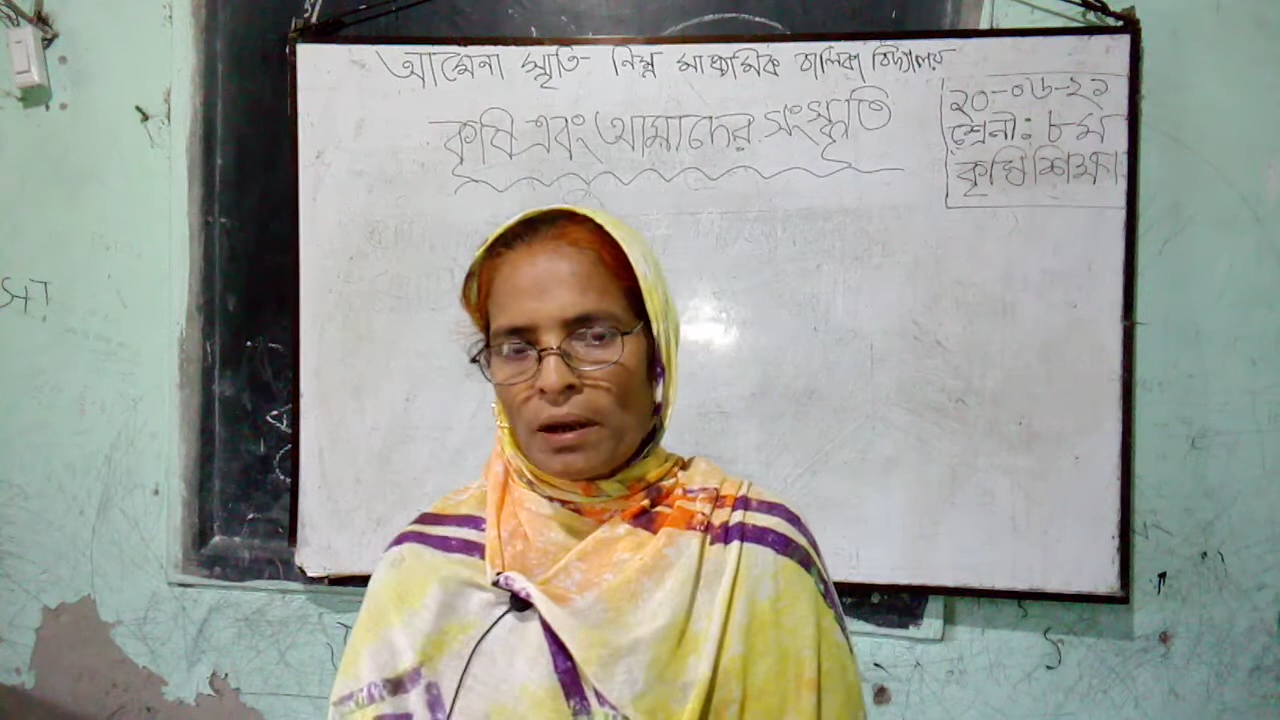 আমেনা স্মৃতি নিম্ন মাধ্যমিক বালিকা বিদ্যালয়
কৃষি এবং আমাদের সংস্কৃতি
২০-০৬-২১
শ্রেনী: ৮ম
কৃষি শিক্ষা